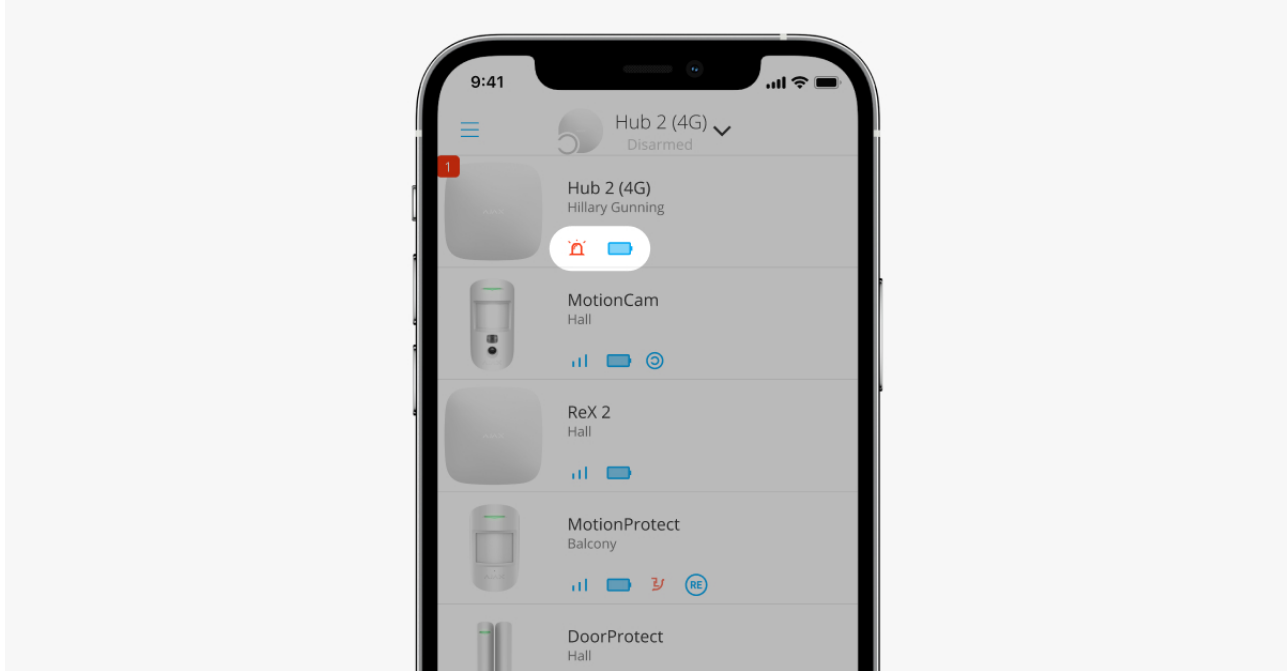 9:41
Hub 2 (4G)
Disarmed
1
Hub 2 (4G)
Hillary Gunning
MotionCam
Hall
ReX 2
Hall
MotionProtect
Balcony
RE
DoorProtect
Hall